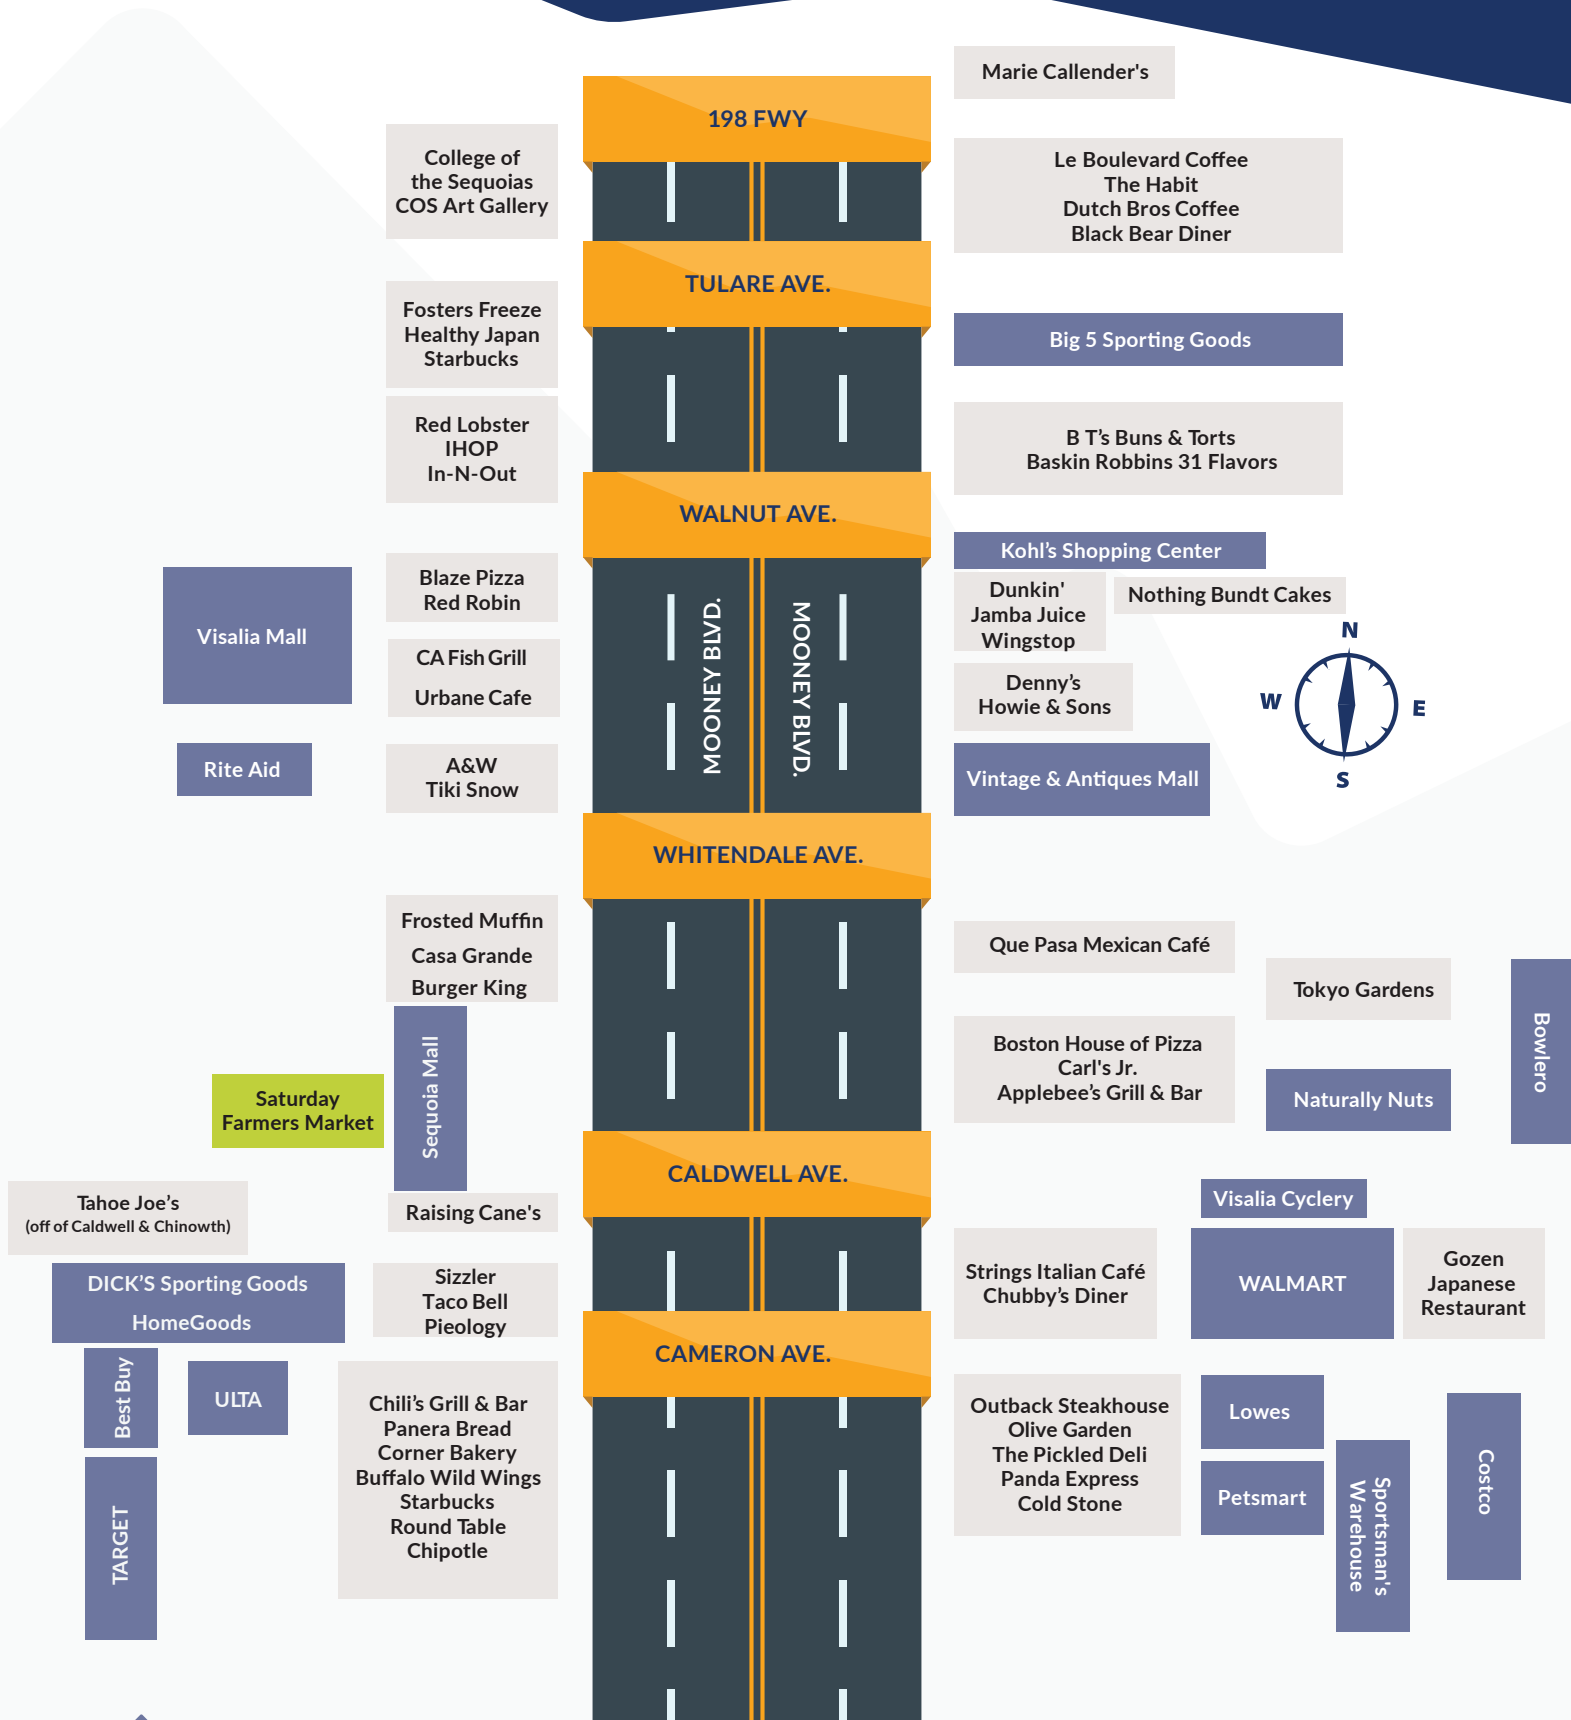 Marie Callender's
198 FWY
College of
the Sequoias
COS Art Gallery
Le Boulevard Coffee
The Habit
Dutch Bros Coffee
Black Bear Diner
TULARE AVE.
Fosters Freeze
Healthy Japan
Starbucks
Big 5 Sporting Goods
Red Lobster
IHOP
In-N-Out
B T’s Buns & Torts
Baskin Robbins 31 Flavors
WALNUT AVE.
Kohl’s Shopping Center
Blaze Pizza
Red Robin
Dunkin'
Jamba Juice
Wingstop
Nothing Bundt Cakes
Visalia Mall
CA Fish Grill
Urbane Cafe
MOONEY BLVD.
MOONEY BLVD.
Denny’s
Howie & Sons
N
W
E
S
Rite Aid
A&W
Tiki Snow
Vintage & Antiques Mall
WHITENDALE AVE.
Frosted Muffin
Casa Grande
Burger King
Que Pasa Mexican Café
Tokyo Gardens
Bowlero
Sequoia Mall
Boston House of Pizza
Carl's Jr.
Applebee’s Grill & Bar
Naturally Nuts
Saturday
Farmers Market
CALDWELL AVE.
Tahoe Joe’s
(off of Caldwell & Chinowth)
Raising Cane's
Visalia Cyclery
DICK’S Sporting Goods
HomeGoods
Sizzler
Taco Bell
Pieology
Strings Italian Café
Chubby’s Diner
WALMART
Gozen
Japanese
Restaurant
CAMERON AVE.
Best Buy
ULTA
Chili’s Grill & Bar
Panera Bread
Corner Bakery
Buffalo Wild Wings
Starbucks
Round Table
Chipotle
Outback Steakhouse
Olive Garden
The Pickled Deli
Panda Express
Cold Stone
Lowes
Petsmart
Sportsman's
Warehouse
Costco
TARGET